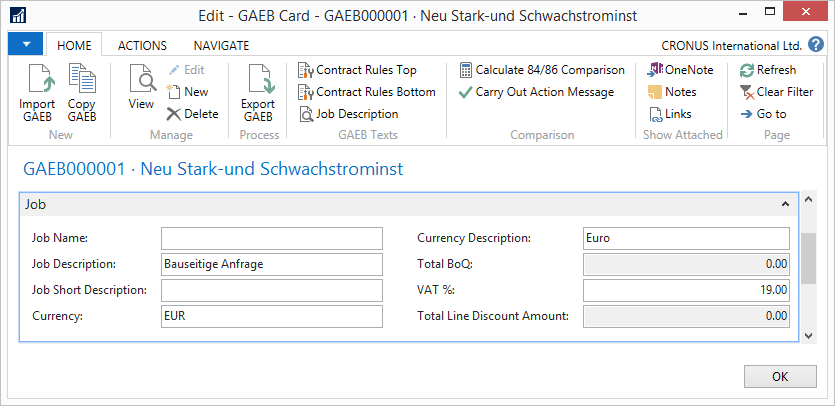 Edit - GAEB Card - GAEB000001 · Neu Stark-und Schwachstrominst
HOME ACTIONS NAVIGATE CRONUS International Ltd.
Import GAEB
Copy GAEB
New
View
Edit
New
Delete
Manage
Export GAEB
Process
Contract Rules Top
Contract Rules Bottom
Job Description
GAEB Texts
Calculate 84/86 Comparison
Carry Out Action Message
Comparison
OneNote
Notes
Links
Show Attached
Refresh
Clear Filter
Go to
Page
GAEB000001 · Neu Stark-und Schwachstrominst
Job
Job Name:
Job Description: Bauseitige Anfrage
Job Short Description:
Currency: EUR
Currency Description: Euro
Total BoQ: 0.00
VAT %: 19.00
Total Line Discount Amount: 0.00
OK